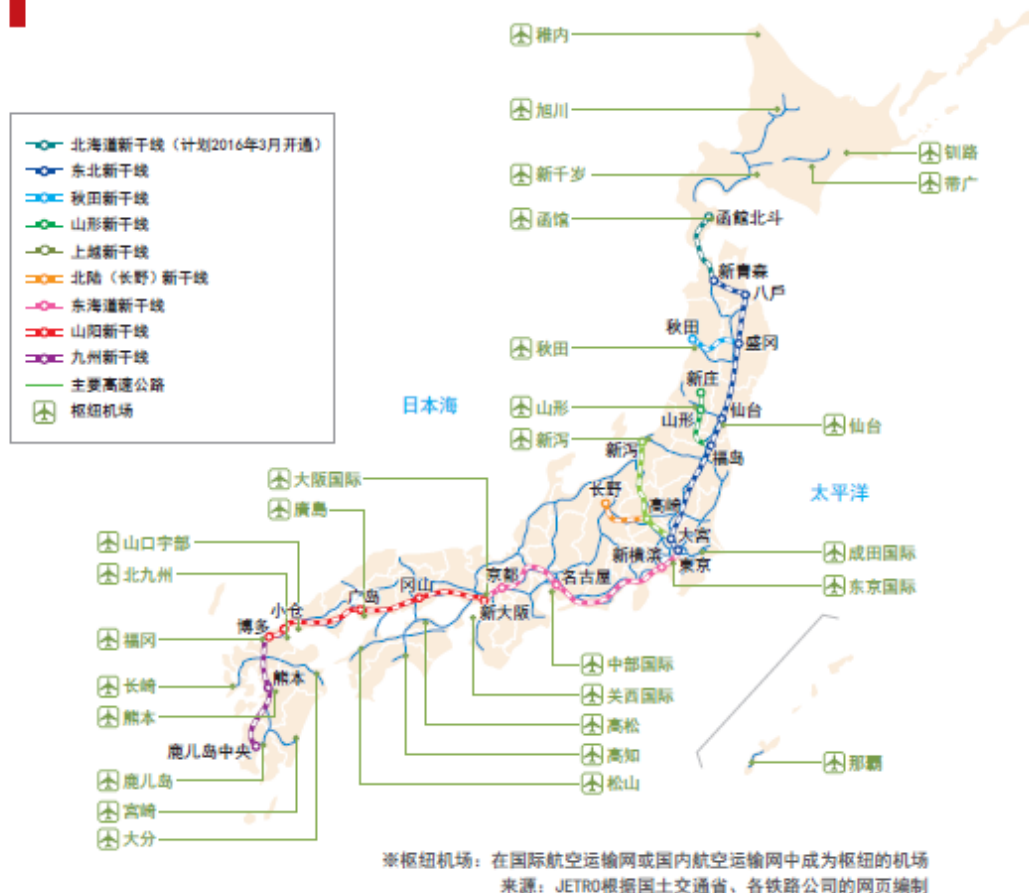 稚内
旭川
新千岁
函馆
钏路
带广
北海道新干线（计划2016年3月开通）
东北新干线
秋田新干线
山形新干线
上越新干线
北陆（长野）新干线
东海道新干线
山阳新干线
九州新干线
主要高速公路
枢纽机场
函館北斗
新青森
八戸
秋田
盛冈
秋田
新庄
山形
山形
仙台
仙台
新泻
新泻
福岛
日本海
太平洋
长野
高崎
大宫
新横滨
東京
成田国际
东京国际
大阪国际
廣島
山口宇部
北九州
京都
名古屋
冈山
广岛
新大阪
小仓
博多
福冈
中部国际
长崎
熊本
关西国际
熊本
高松
鹿儿岛中央
高知
那霸
鹿儿岛
松山
宫崎
大分
※枢纽机场：在国际航空运输网或国内航空运输网中成为枢纽的机场
来源：JETRO根据国土交通省、各铁路公司的网页编制